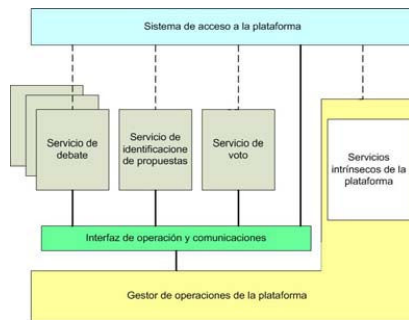 Sistema de acceso a la plataforma
Servicio de
debate
Servicio de
identificacione
de propuestas
Servicio de
voto
Servicios
intrínsecos de la
plataforma
Interfaz de operación y comunicaciones
Gestor de operaciones de la plataforma